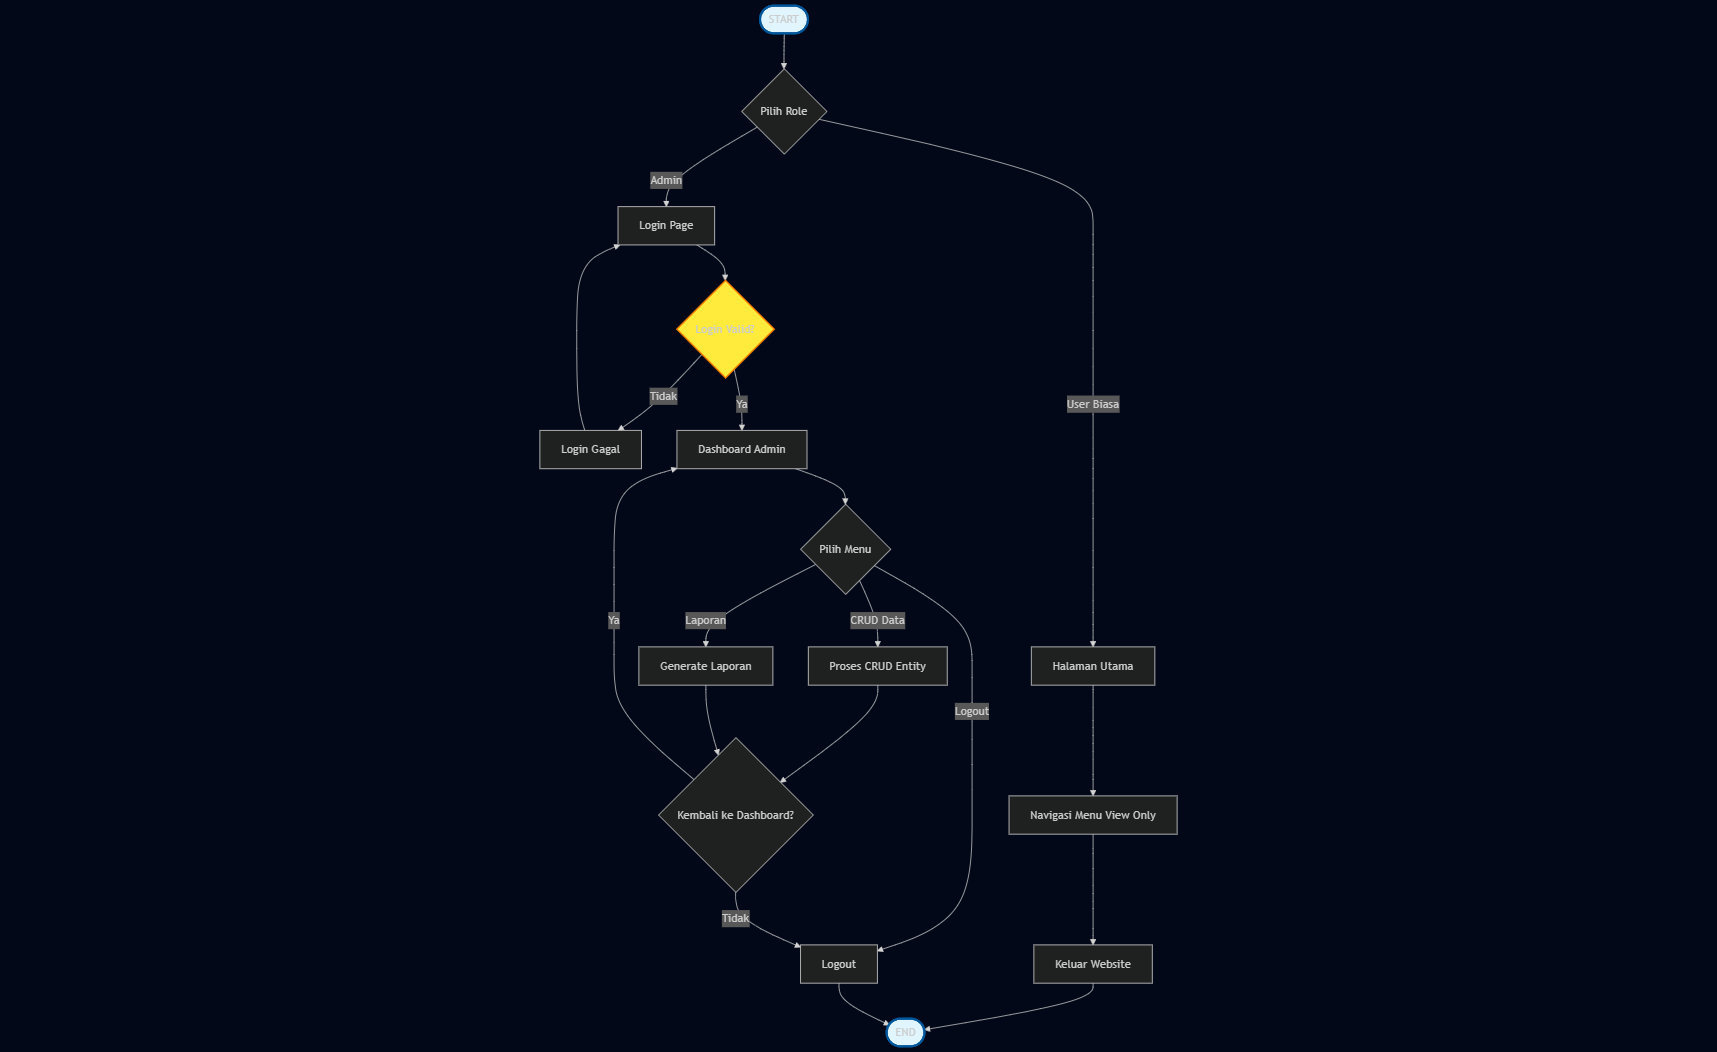 START
Pilih Role
Admin
Login Page
Login Valid?
Tidak
Ya
User Biasa
Login Gagal
Dashboard Admin
Pilih Menu
Ya
Laporan
CRUD Data
Generate Laporan
Proses CRUD Entity
Halaman Utama
Logout
Kembali ke Dashboard?
Navigasi Menu View Only
Tidak
Logout
Keluar Website
END